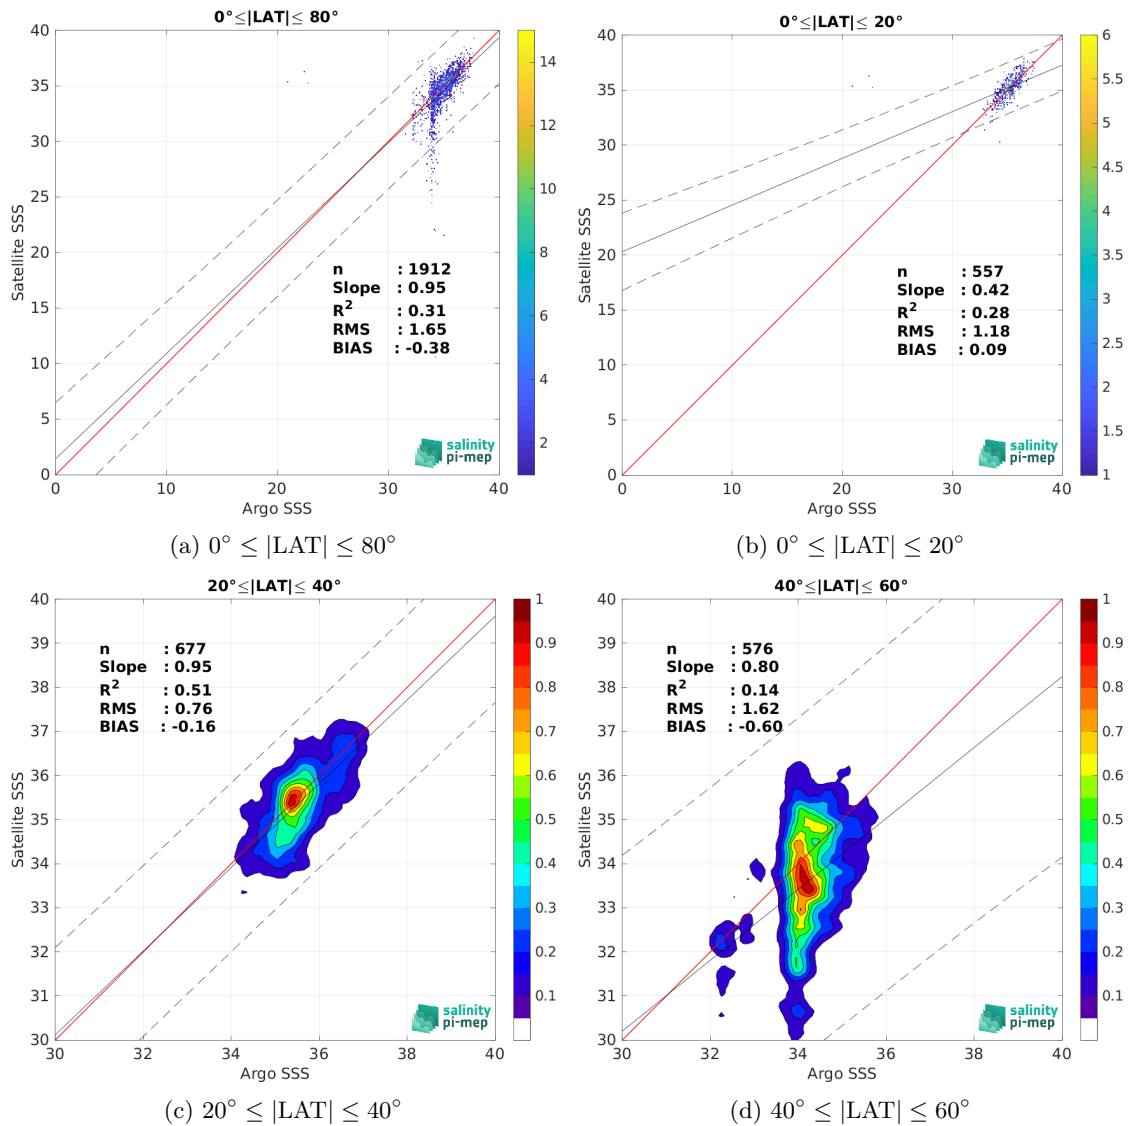 0°≤|LAT|≤ 80°
40
35
30
25
20
15
10
5
0
0
10
20
30
40
Satellite SSS
Argo SSS
n : 1912
Slope : 0.95
R² : 0.31
RMS : 1.65
BIAS : -0.38
salinity
pi-mep
14
12
10
8
6
4
2
(a) 0° ≤ |LAT| ≤ 80°
0°≤|LAT|≤ 20°
40
35
30
25
20
15
10
5
0
0
10
20
30
40
Satellite SSS
Argo SSS
n : 557
Slope : 0.42
R² : 0.28
RMS : 1.18
BIAS : 0.09
salinity
pi-mep
6
5.5
5
4.5
4
3.5
3
2.5
2
1.5
1
(b) 0° ≤ |LAT| ≤ 20°
20°≤|LAT|≤ 40°
40
39
38
37
36
35
34
33
32
31
30
30
32
34
36
38
40
Satellite SSS
Argo SSS
n : 677
Slope : 0.95
R² : 0.51
RMS : 0.76
BIAS : -0.16
salinity
pi-mep
1
0.9
0.8
0.7
0.6
0.5
0.4
0.3
0.2
0.1
(c) 20° ≤ |LAT| ≤ 40°
40°≤|LAT|≤ 60°
40
39
38
37
36
35
34
33
32
31
30
30
32
34
36
38
40
Satellite SSS
Argo SSS
n : 576
Slope : 0.80
R² : 0.14
RMS : 1.62
BIAS : -0.60
salinity
pi-mep
1
0.9
0.8
0.7
0.6
0.5
0.4
0.3
0.2
0.1
(d) 40° ≤ |LAT| ≤ 60°